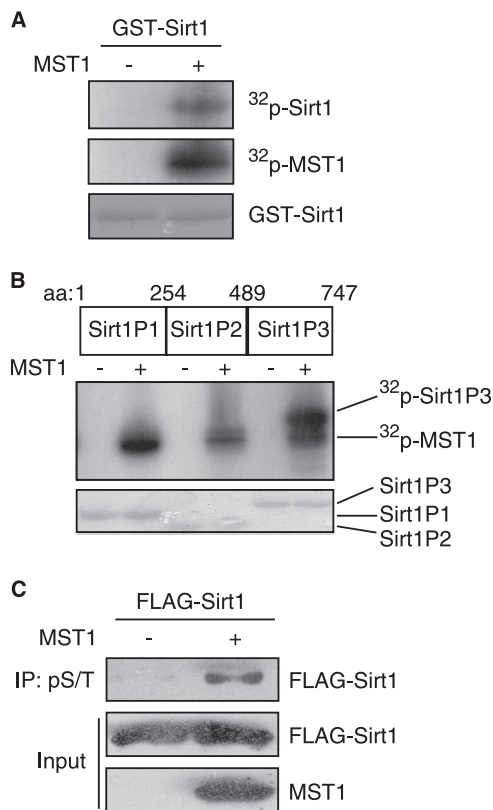 A
GST-Sirt1
MST1 - +
32p-Sirt1
32p-MST1
GST-Sirt1
B
aa:1 254 489 747
Sirt1P1 Sirt1P2 Sirt1P3
MST1 - + - + - +
32p-Sirt1P3
32p-MST1
Sirt1P3
Sirt1P1
Sirt1P2
C
FLAG-Sirt1
MST1 - +
IP: pS/T FLAG-Sirt1
Input FLAG-Sirt1
MST1